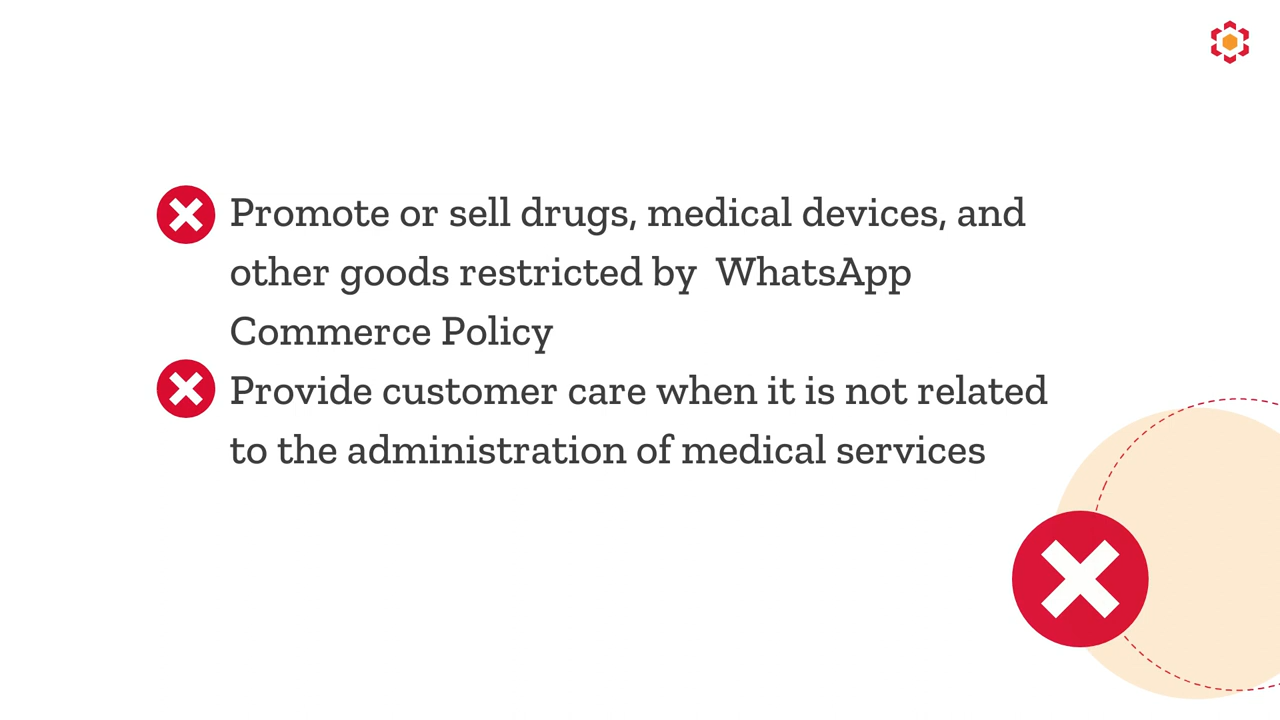 Promote or sell drugs, medical devices, and
other goods restricted by  WhatsApp
Commerce Policy
Provide customer care when it is not related
to the administration of medical services